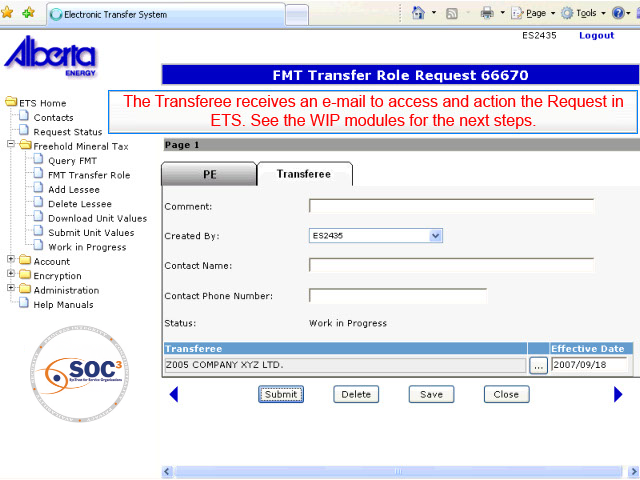 Electronic Transfer System
Page
Tools
ES2435
Logout
Alberta
ENERGY
FMT Transfer Role Request 66670
The Transferee receives an e-mail to access and action the Request in
ETS. See the WIP modules for the next steps.
ETS Home
Contacts
Request Status
Freehold Mineral Tax
Query FMT
FMT Transfer Role
Add Lessee
Delete Lessee
Download Unit Values
Submit Unit Values
Work in Progress
Account
Encryption
Administration
Help Manuals
SOC3
Page 1
PE
Transferee
Comment:
Created By:
ES2435
Contact Name:
Contact Phone Number:
Status:
Work in Progress
Transferee
Effective Date
Z005 COMPANY XYZ LTD.
...
2007/09/18
Submit
Delete
Save
Close